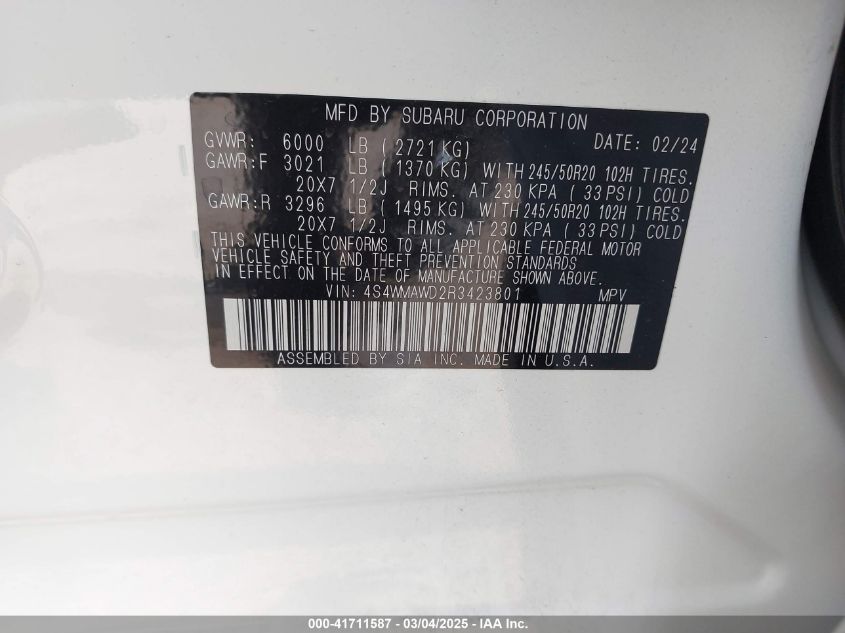 MFD BY SUBARU CORPORATION
GVWR: 6000 LB ( 2721 KG) DATE: 02/24
GAWR:F 3021 LB ( 1370 KG) WITH 245/50R20 102H TIRES.
20X7 1/2J RIMS. AT 230 KPA ( 33 PSI) COLD
GAWR:R 3296 LB ( 1495 KG) WITH 245/50R20 102H TIRES.
20X7 1/2J RIMS. AT 230 KPA ( 33 PSI) COLD
THIS VEHICLE CONFORMS TO ALL APPLICABLE FEDERAL MOTOR
VEHICLE SAFETY AND THEFT PREVENTION STANDARDS
IN EFFECT ON THE DATE OF MANUFACTURE SHOWN ABOVE.
VIN: 4S4WMAWD2R3423801 MPV
ASSEMBLED BY SIA INC. MADE IN U.S.A.
000-41711587 - 03/04/2025 - IAA Inc.